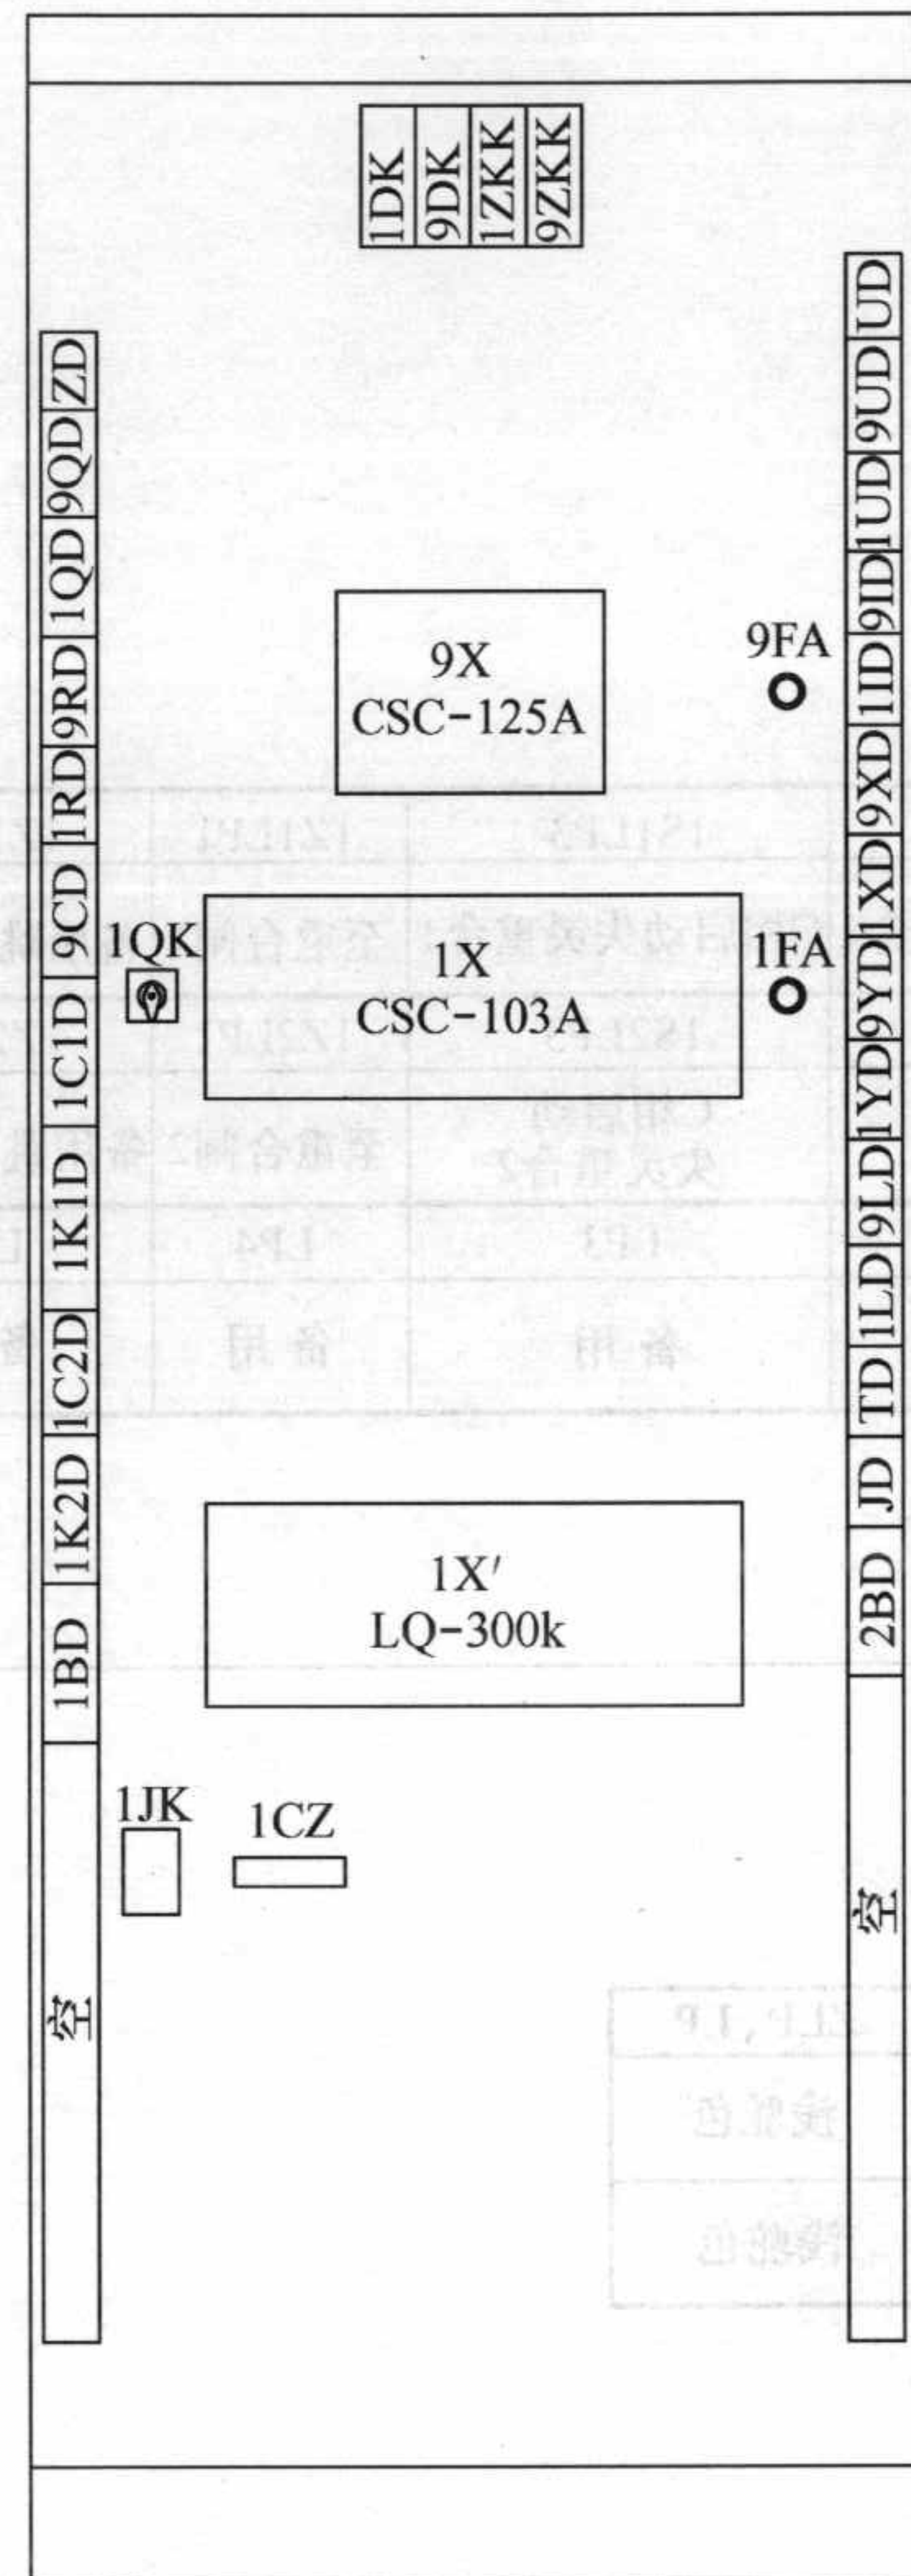 1DK
9DK
1ZKK
9ZKK
ZD
9QD
1QD
9RD
1RD
9CD
1C1D
1K1D
1C2D
1K2D
1BD
空
9X
CSC-125A
9FA
1QK
1X
CSC-103A
1FA
1X′
LQ-300k
1JK
1CZ
UD
9UD
1UD
9ID
1ID
9XD
1XD
9YD
1YD
9LD
1LD
TD
JD
2BD
空